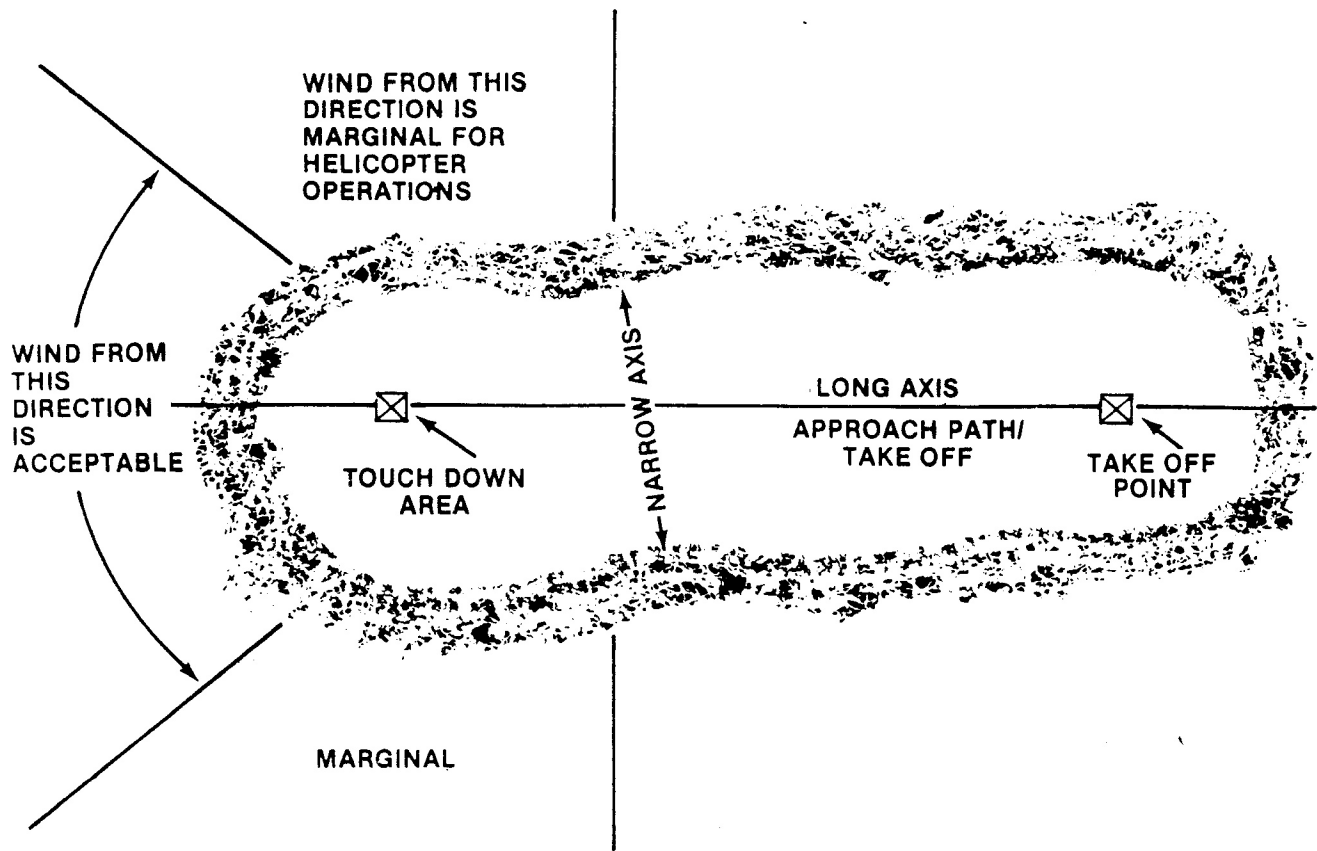 WIND FROM THIS
DIRECTION IS
MARGINAL FOR
HELICOPTER
OPERATIONS
WIND FROM
THIS
DIRECTION
IS
ACCEPTABLE
NARROW AXIS
LONG AXIS
APPROACH PATH/
TAKE OFF
TOUCH DOWN
AREA
TAKE OFF
POINT
MARGINAL